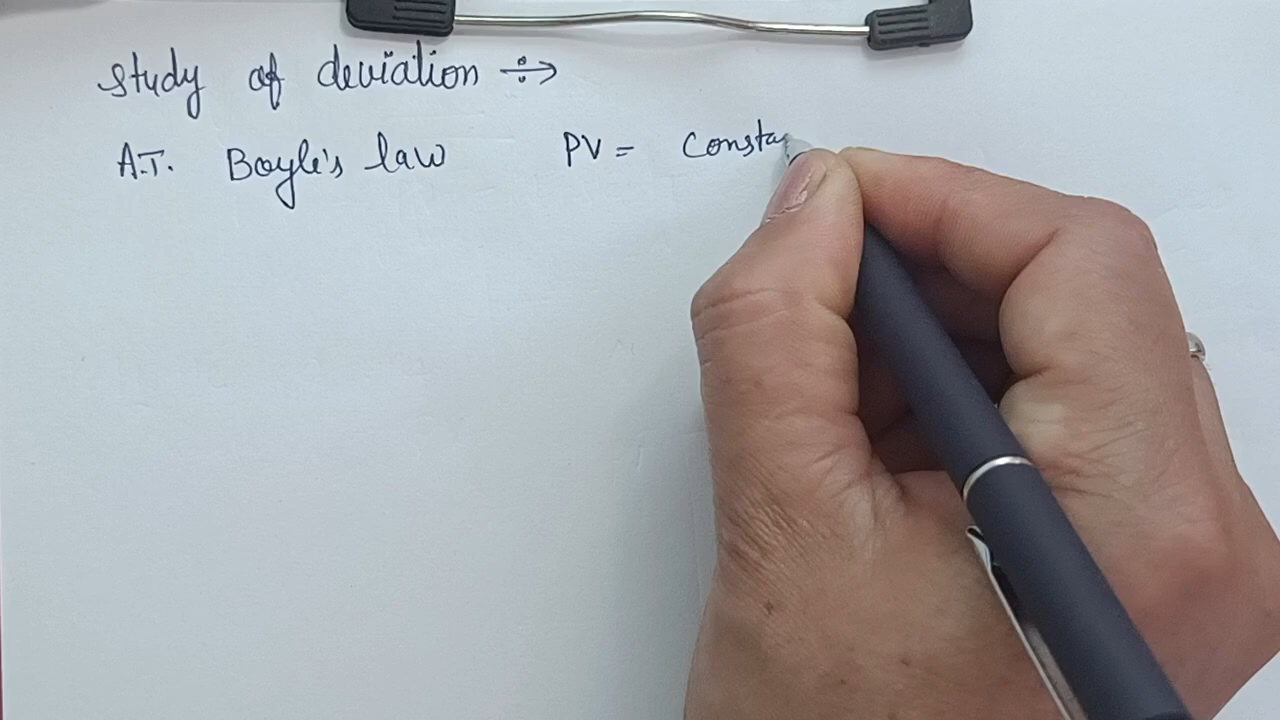 study of deviation ÷→
A.T. Boyle's law PV = Consta